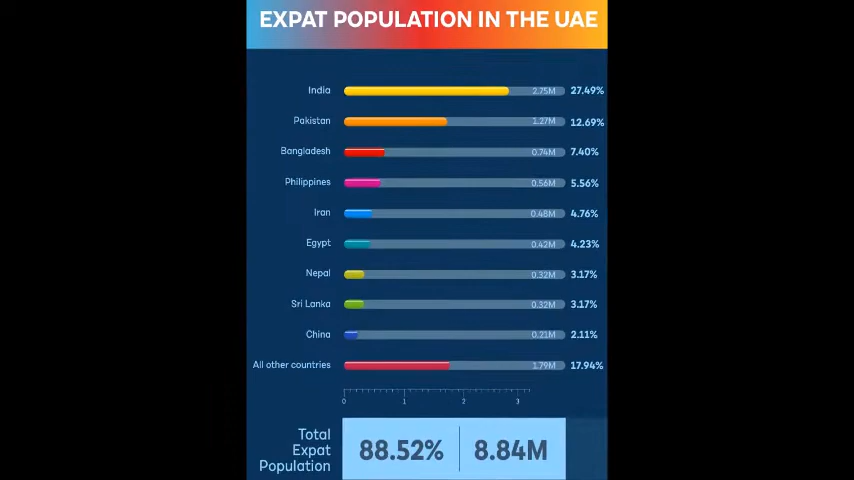 EXPAT POPULATION IN THE UAE
India 2.75M 27.49%
Pakistan 1.27M 12.69%
Bangladesh 0.74M 7.40%
Philippines 0.56M 5.56%
Iran 0.48M 4.76%
Egypt 0.42M 4.23%
Nepal 0.32M 3.17%
Sri Lanka 0.32M 3.17%
China 0.21M 2.11%
All other countries 1.79M 17.94%
0 1 2 3
Total
Expat
Population
88.52% 8.84M